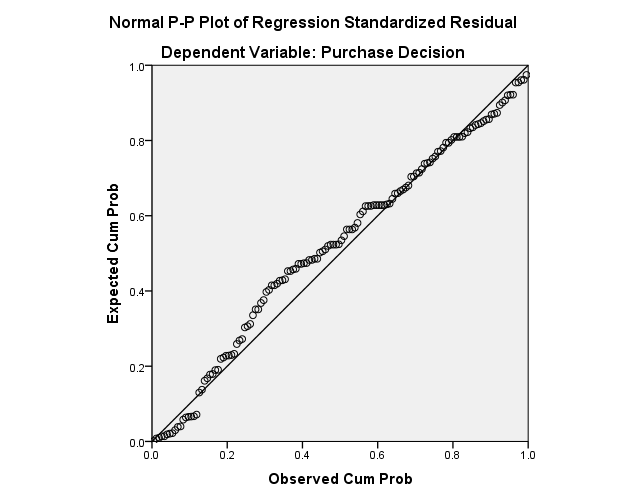 Normal P-P Plot of Regression Standardized Residual
Dependent Variable: Purchase Decision
1.0
0.8
0.6
0.4
0.2
0.0
Expected Cum Prob
0.0 0.2 0.4 0.6 0.8 1.0
Observed Cum Prob